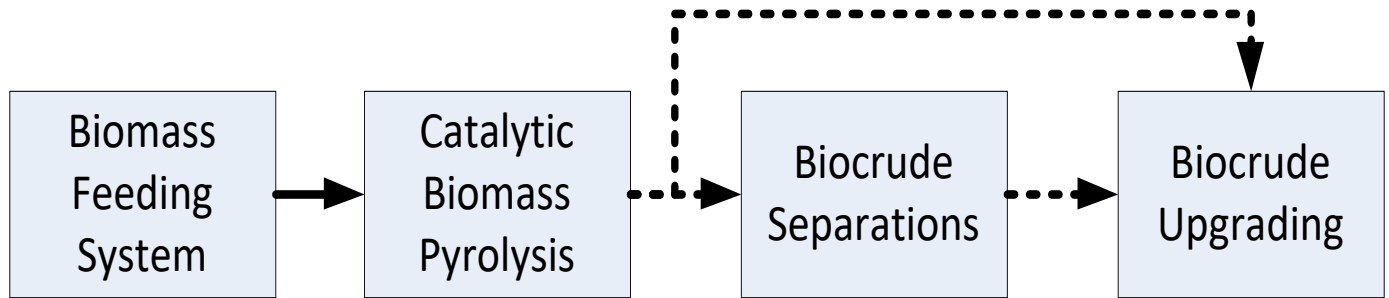 Biomass
Feeding
System
Catalytic
Biomass
Pyrolysis
Biocrude
Separations
Biocrude
Upgrading